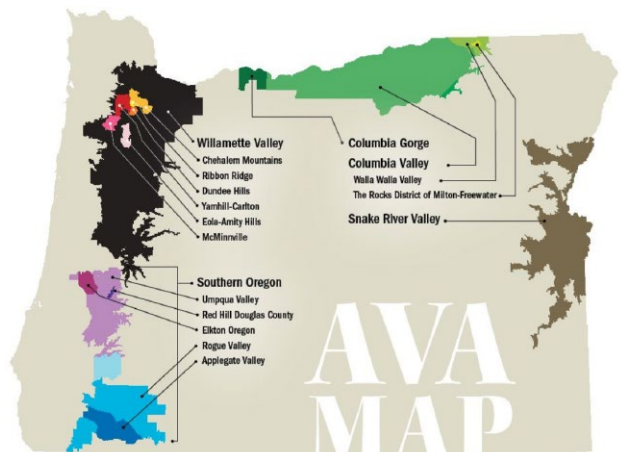 Willamette Valley
Chehalem Mountains
Ribbon Ridge
Dundee Hills
Yamhill-Carlton
Eola-Amity Hills
McMinnville
Southern Oregon
Umpqua Valley
Red Hill Douglas County
Elkton Oregon
Rogue Valley
Applegate Valley
Columbia Gorge
Columbia Valley
Walla Walla Valley
The Rocks District of Milton-Freewater
Snake River Valley
AVA
MAP